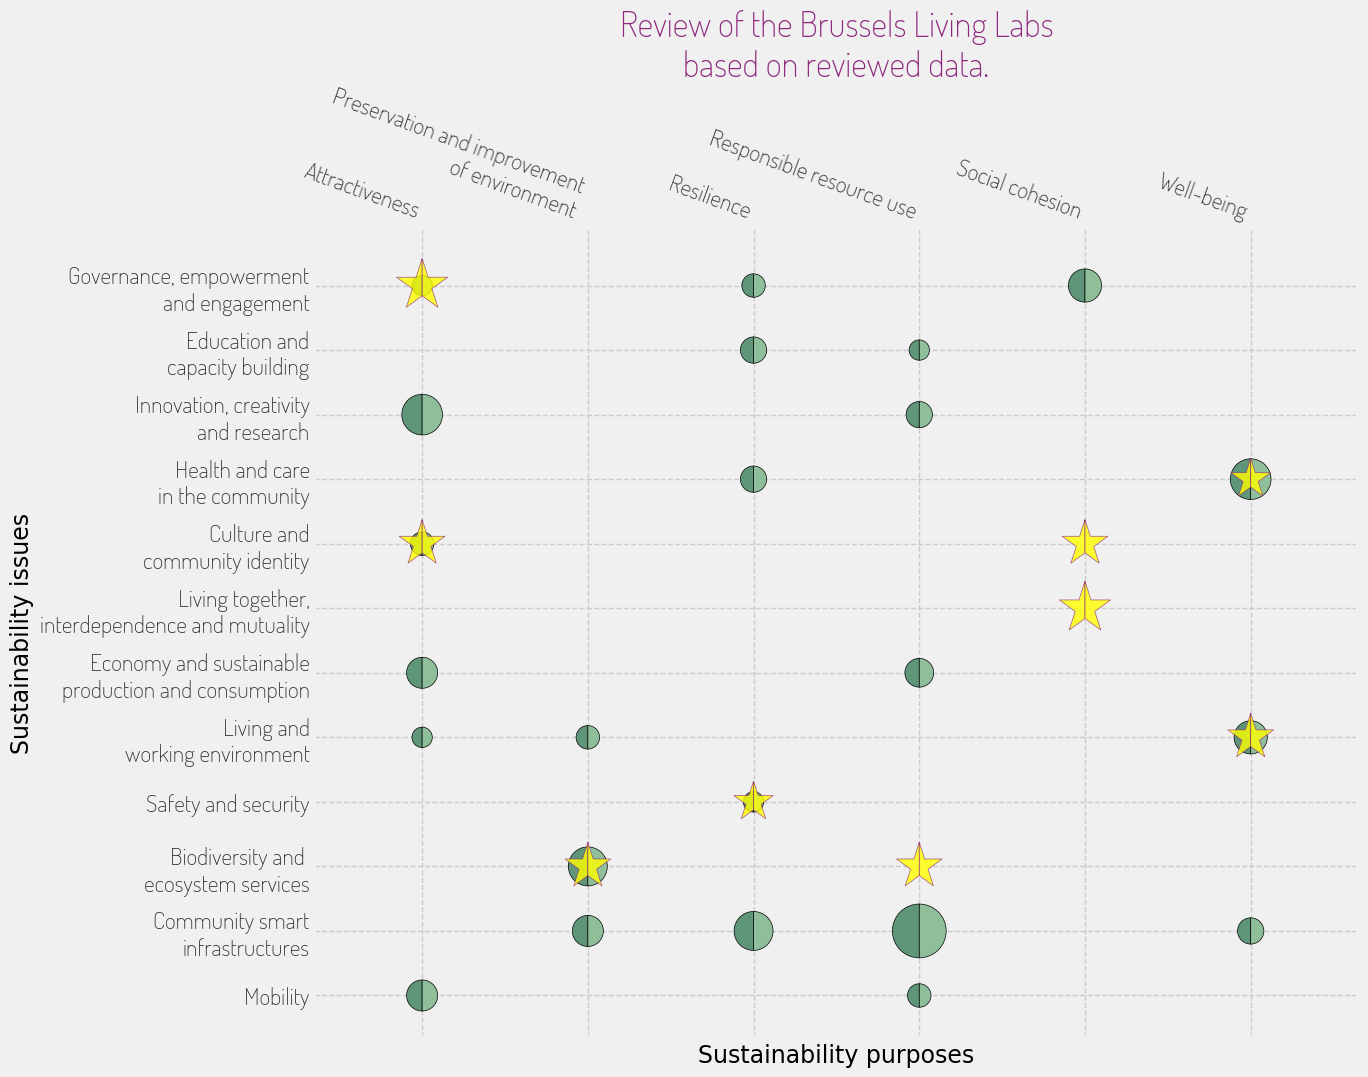 Review of the Brussels Living Labs
based on reviewed data.
Attractiveness
Preservation and improvement
of environment
Resilience
Responsible resource use
Social cohesion
Well-being
Sustainability issues
Governance, empowerment
and engagement
Education and
capacity building
Innovation, creativity
and research
Health and care
in the community
Culture and
community identity
Living together,
interdependence and mutuality
Economy and sustainable
production and consumption
Living and
working environment
Safety and security
Biodiversity and
ecosystem services
Community smart
infrastructures
Mobility
Sustainability purposes